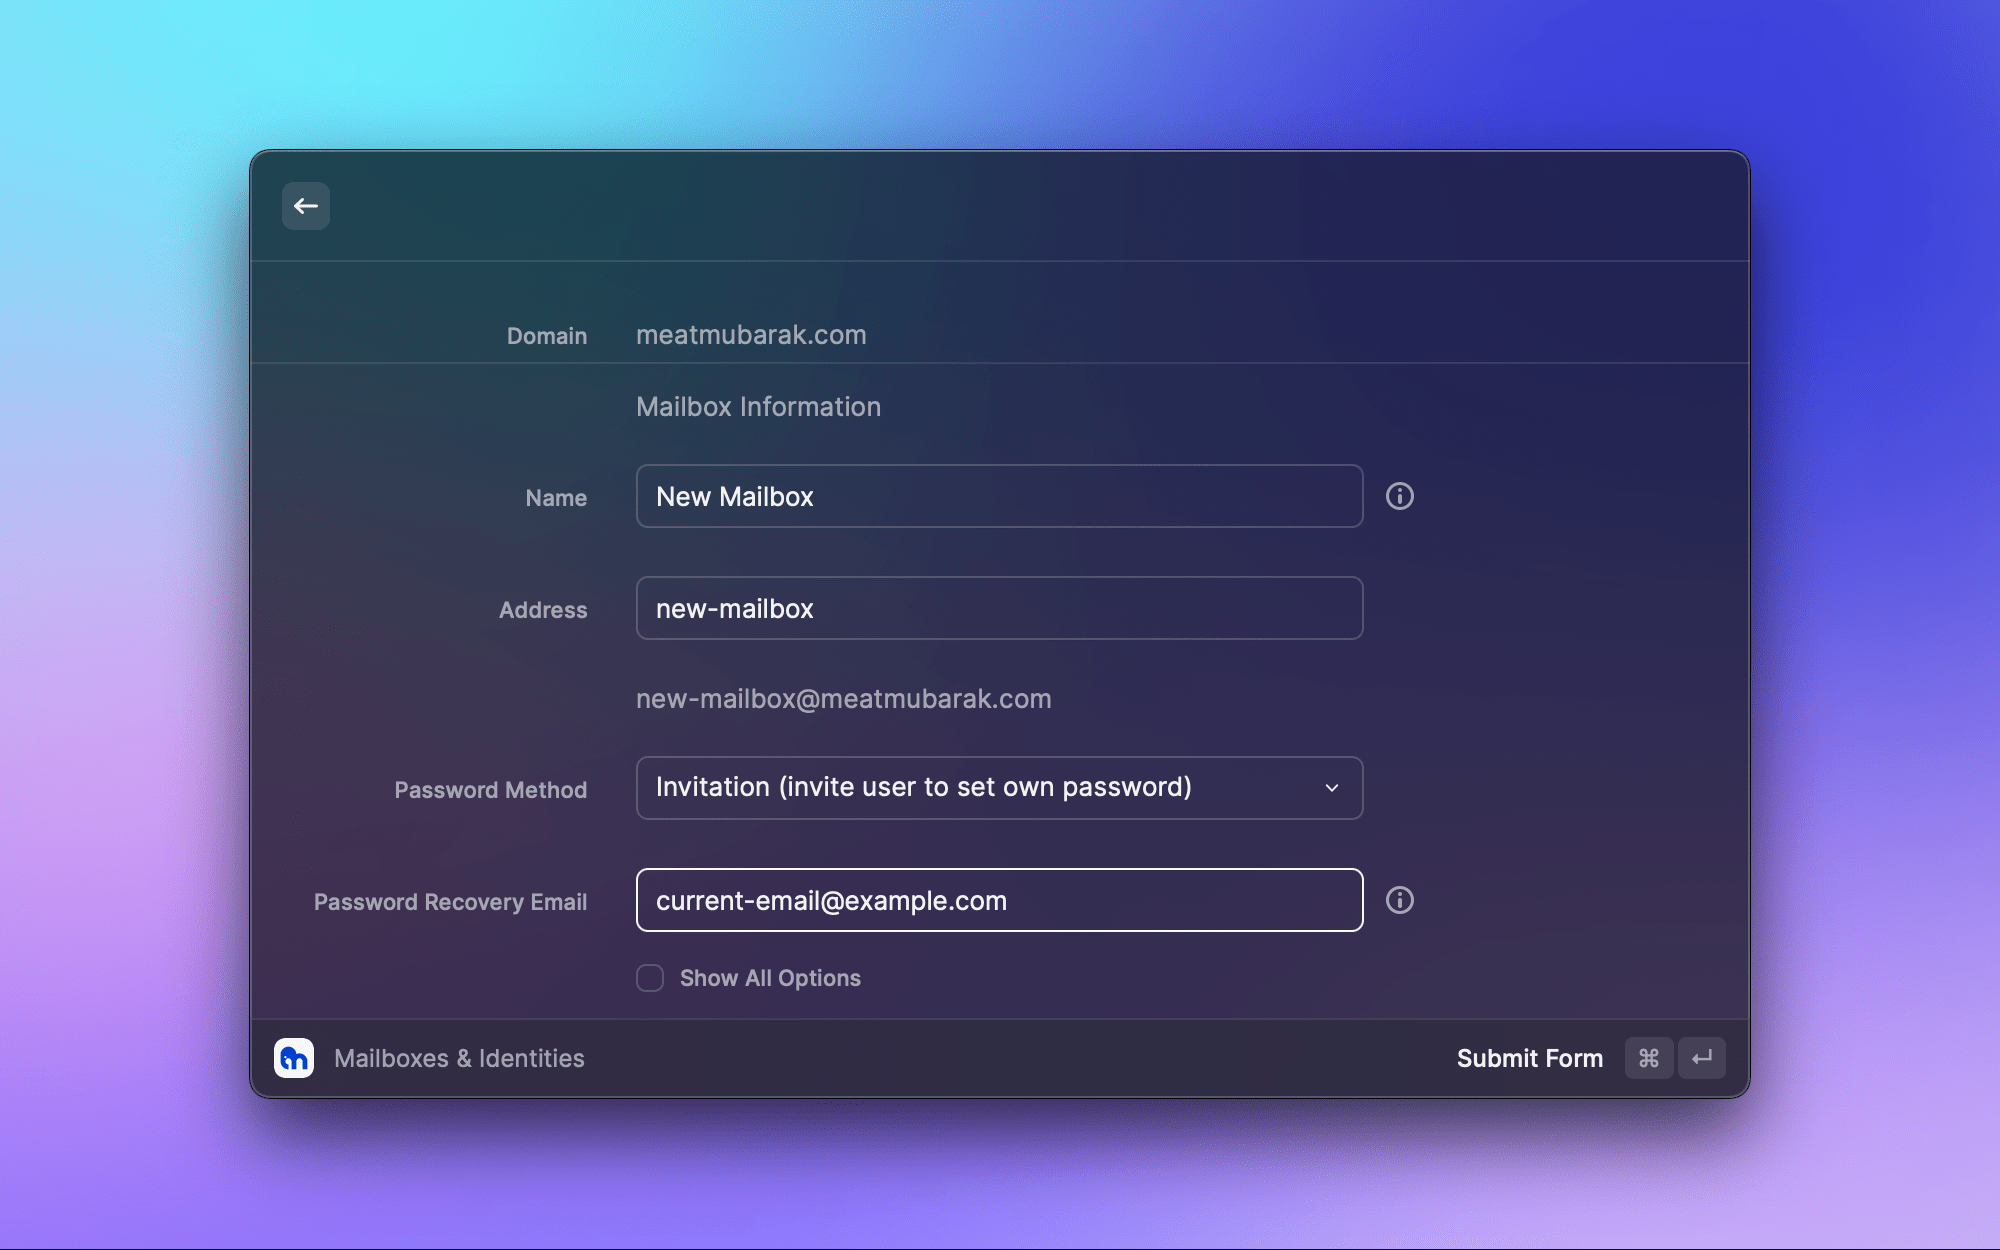 Domain meatmubarak.com
Mailbox Information
Name New Mailbox
Address new-mailbox
new-mailbox@meatmubarak.com
Password Method Invitation (invite user to set own password)
Password Recovery Email current-email@example.com
Show All Options
Mailboxes & Identities Submit Form ⌘ ↵